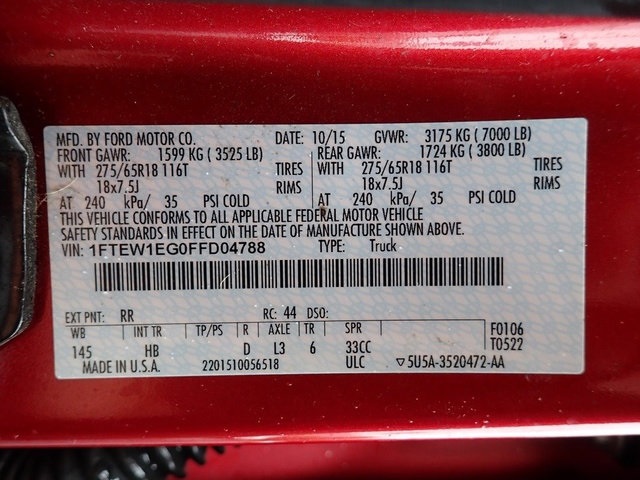 MFD. BY FORD MOTOR CO. DATE: 10/15 GVWR: 3175 KG ( 7000 LB)
FRONT GAWR: 1599 KG ( 3525 LB) REAR GAWR: 1724 KG ( 3800 LB)
WITH 275/65R18 116T TIRES WITH 275/65R18 116T TIRES
18x7.5J RIMS 18x7.5J RIMS
AT 240 kPa/ 35 PSI COLD AT 240 kPa/ 35 PSI COLD
THIS VEHICLE CONFORMS TO ALL APPLICABLE FEDERAL MOTOR VEHICLE
SAFETY STANDARDS IN EFFECT ON THE DATE OF MANUFACTURE SHOWN ABOVE.
VIN: 1FTEW1EG0FFD04788 TYPE: Truck
EXT PNT: RR RC: 44 DSO:
WB INT TR TP/PS R AXLE TR SPR F0106
145 HB D L3 6 33CC T0522
MADE IN U.S.A. 2201510056518 ULC ▽5U5A-3520472-AA